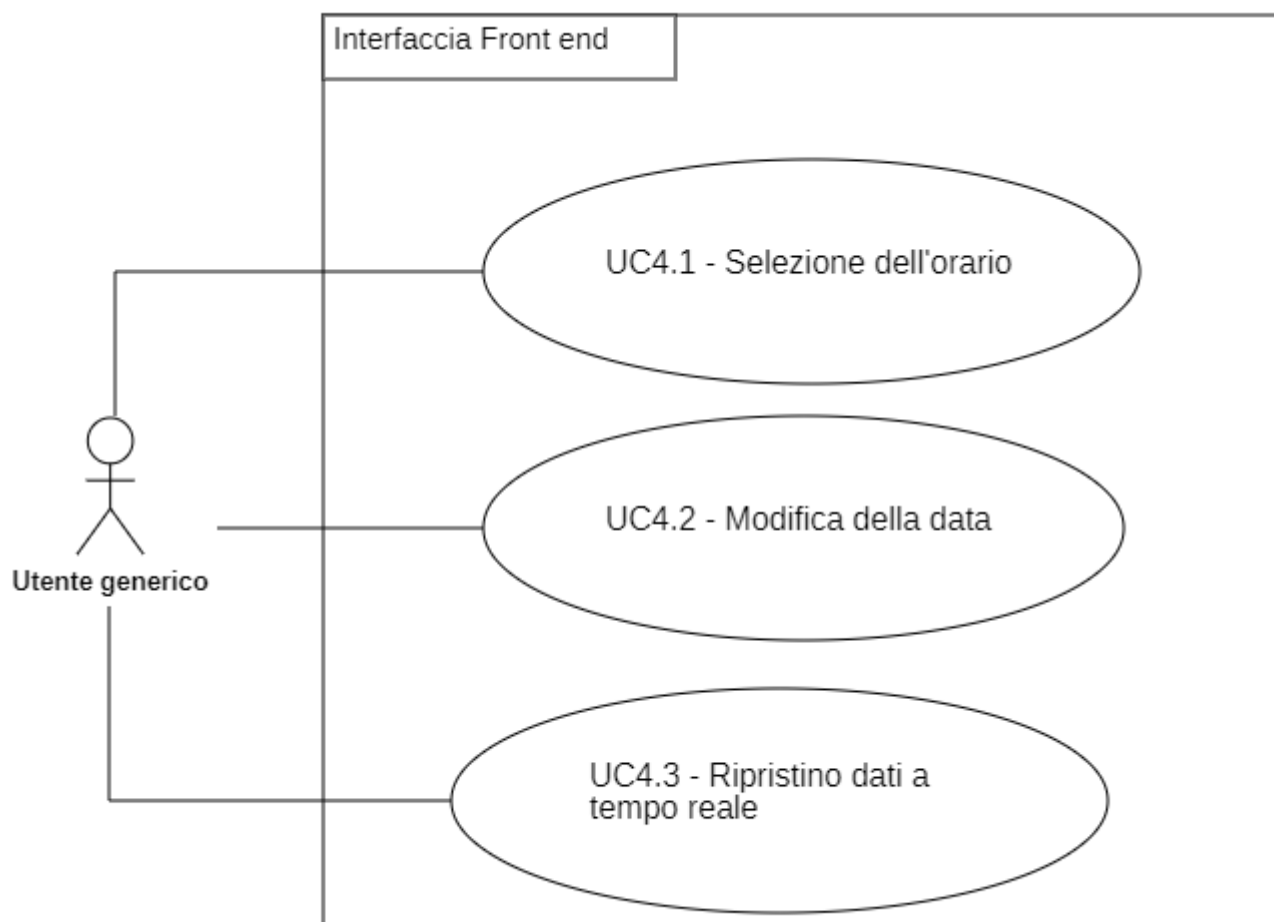 Interfaccia Front end
UC4.1 - Selezione dell'orario
UC4.2 - Modifica della data
Utente generico
UC4.3 - Ripristino dati a
tempo reale